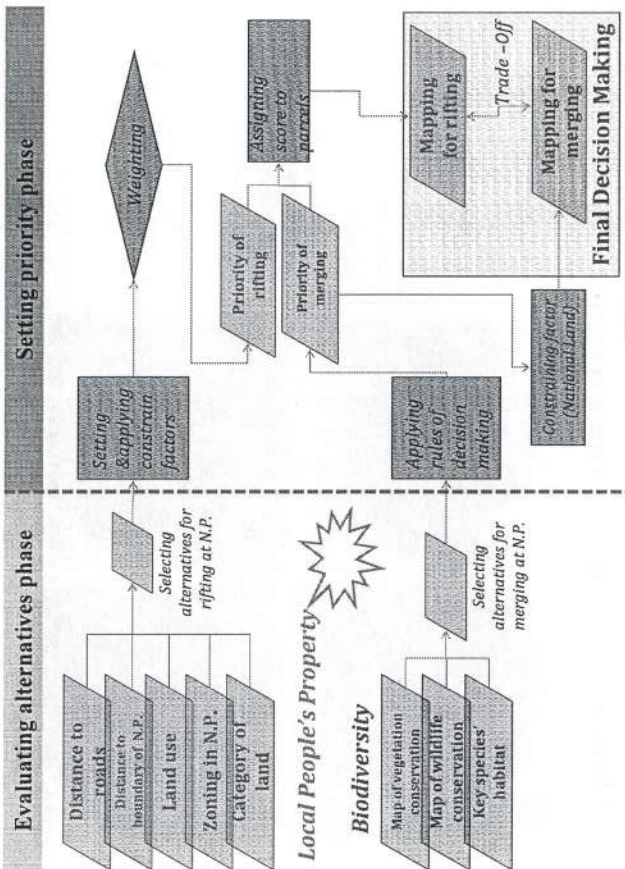 Evaluating alternatives phase
Setting priority phase
Distance to
roads
Distance to
boundary of N.P.
Land use
Zoning in N.P.
Category of
land
Selecting
alternatives for
rifting at N.P.
Setting
&applying
constrain
factors
Weighting
Local People's Property
Biodiversity
Priority of
rifting
Priority of
merging
Assigning
score to
parcels
Map of vegetation
conservation
Map of wildlife
conservation
Key species'
habitat
Selecting
alternatives for
merging at N.P.
Applying
rules of
decision
making
Constraining factor
(National Land)
Mapping
for rifting
Trade –Off
Mapping for
merging
Final Decision Making